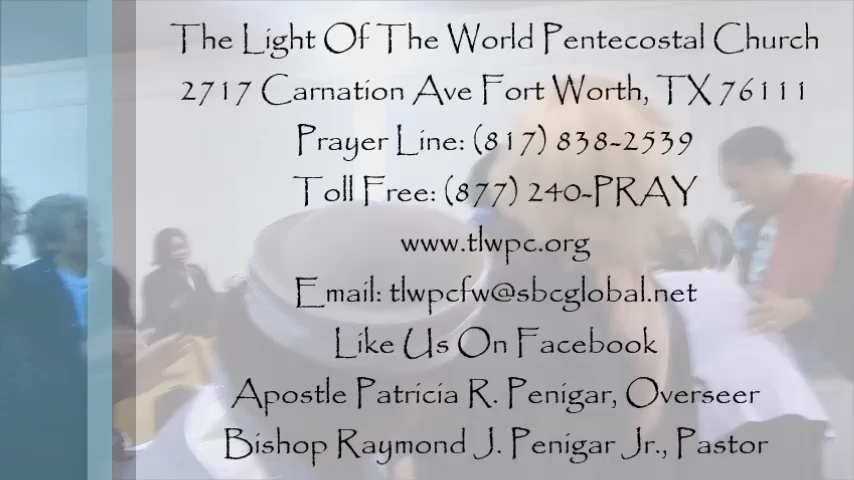 The Light Of The World Pentecostal Church
2717 Carnation Ave Fort Worth, TX 76111
Prayer Line: (817) 838-2539
Toll Free: (877) 240-PRAY
www.tlwpc.org
Email: tlwpcfw@sbcglobal.net
Like Us On Facebook
Apostle Patricia R. Penigar, Overseer
Bishop Raymond J. Penigar Jr., Pastor